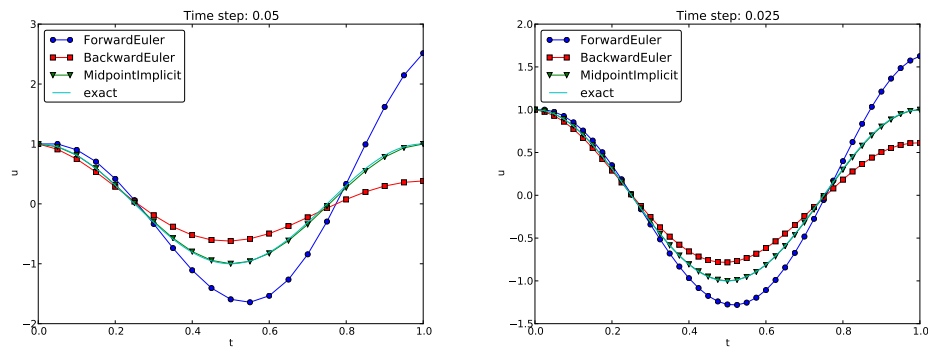 Time step: 0.05
3
2
1
0
−1
−2
u
ForwardEuler
BackwardEuler
MidpointImplicit
exact
0.0 0.2 0.4 0.6 0.8 1.0
t
Time step: 0.025
2.0
1.5
1.0
0.5
0.0
−0.5
−1.0
−1.5
u
ForwardEuler
BackwardEuler
MidpointImplicit
exact
0.0 0.2 0.4 0.6 0.8 1.0
t